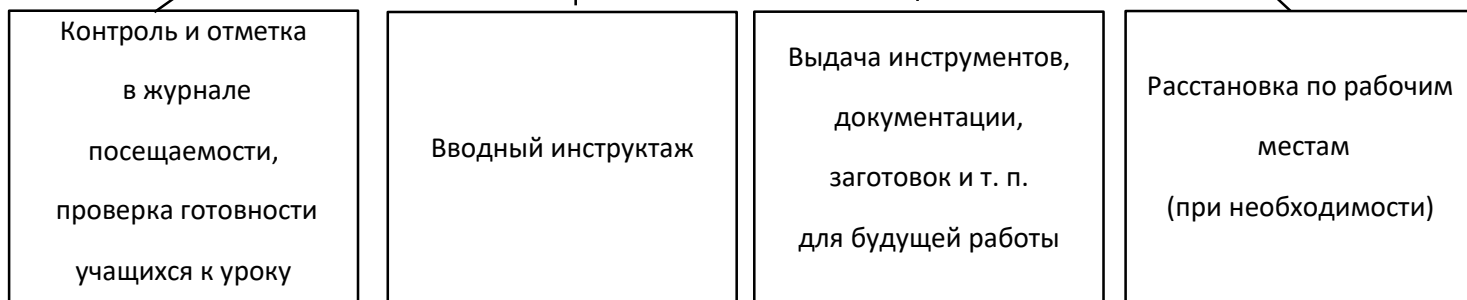 Контроль и отметка
в журнале
посещаемости,
проверка готовности
учащихся к уроку
Вводный инструктаж
Выдача инструментов,
документации,
заготовок и т. п.
для будущей работы
Расстановка по рабочим
местам
(при необходимости)